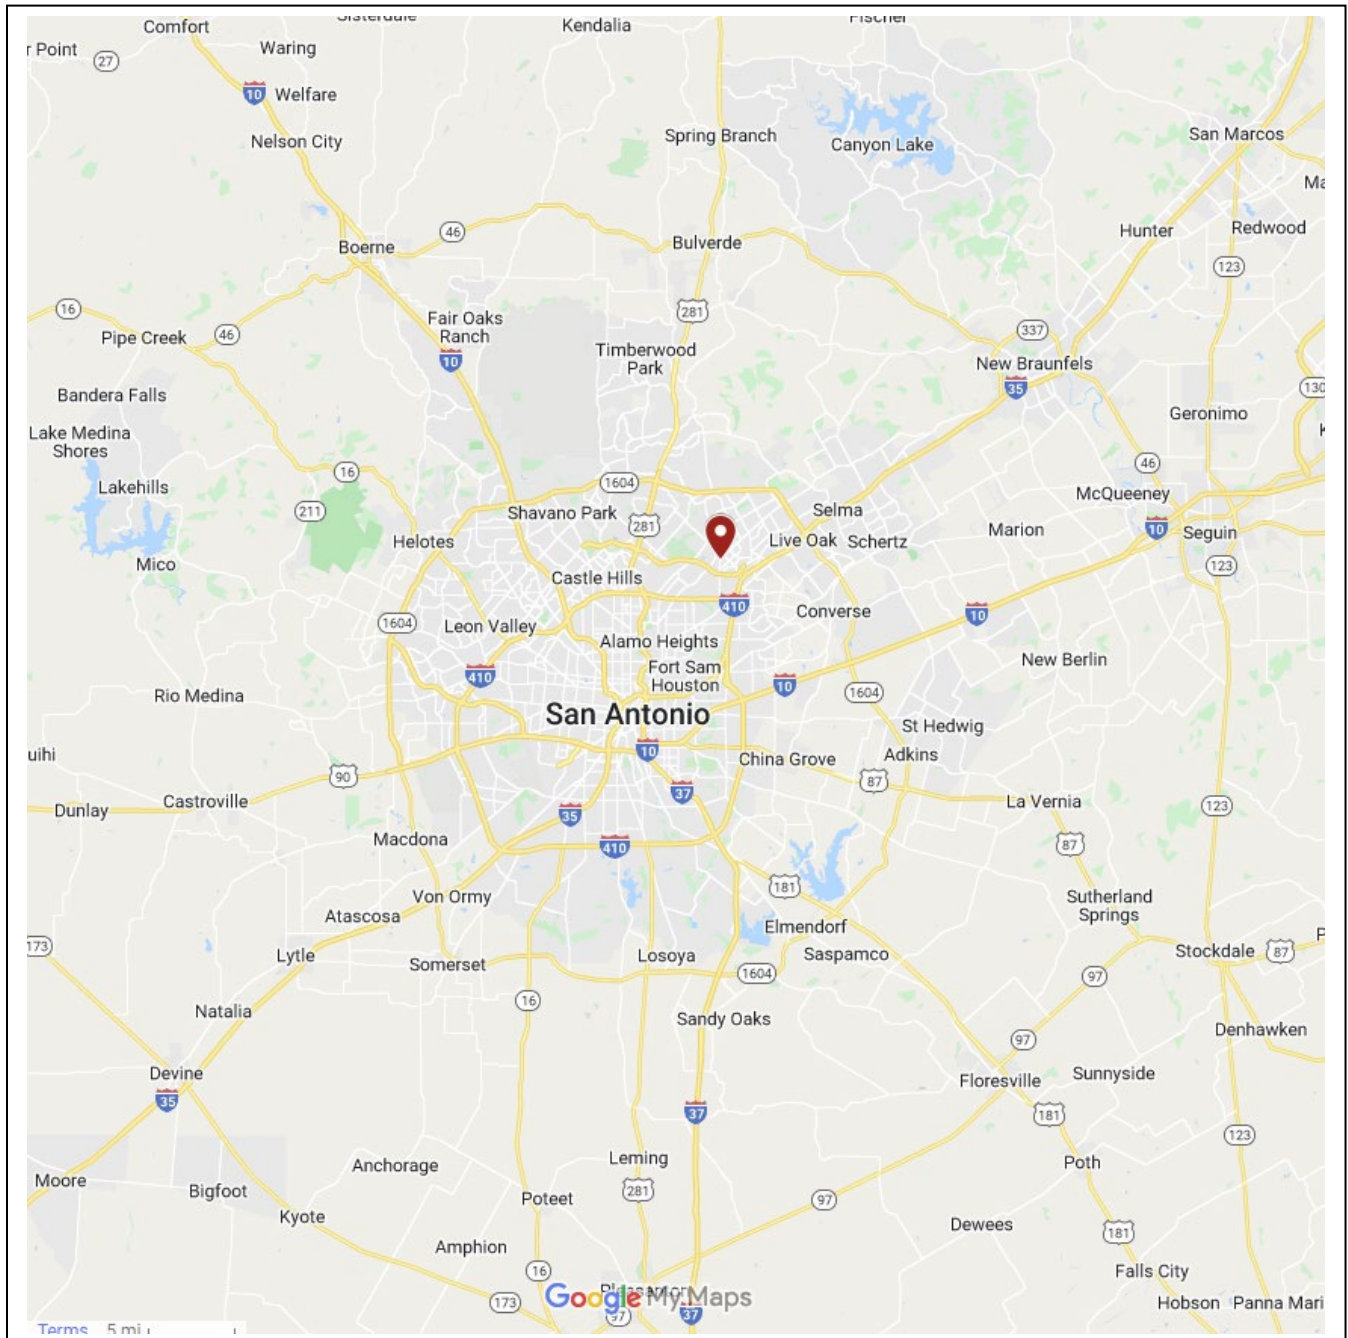 Comfort
Kendalia
r Point
27
Waring
10
Welfare
Nelson City
Spring Branch
Canyon Lake
San Marcos
Boerne
46
Bulverde
Hunter
Redwood
123
16
Pipe Creek
46
Fair Oaks
Ranch
10
281
Timberwood
Park
337
New Braunfels
35
130
Bandera Falls
Geronimo
Lake Medina
Shores
Lakehills
16
211
1604
46
McQueeney
10
Seguin
123
Shavano Park
281
Selma
Live Oak
Schertz
Marion
Helotes
Mico
Castle Hills
410
Converse
10
1604
Leon Valley
Alamo Heights
410
Fort Sam
Houston
10
New Berlin
1604
Rio Medina
San Antonio
St Hedwig
uihi
10
China Grove
Adkins
90
87
Dunlay
Castroville
37
35
La Vernia
123
Macdona
410
87
Von Ormy
181
Sutherland
Springs
Atascosa
Elmendorf
173
Lytle
Somerset
Losoya
1604
Saspamco
Stockdale
87
97
16
Natalia
Sandy Oaks
Denhawken
97
Devine
35
Floresville
Sunnyside
37
181
123
Moore
Bigfoot
Anchorage
Leming
281
Poth
Kyote
Poteet
97
Dewees
181
Amphion
16
Falls City
173
Google My Maps
97
37
Hobson
Panna Mari
Terms
5 mi